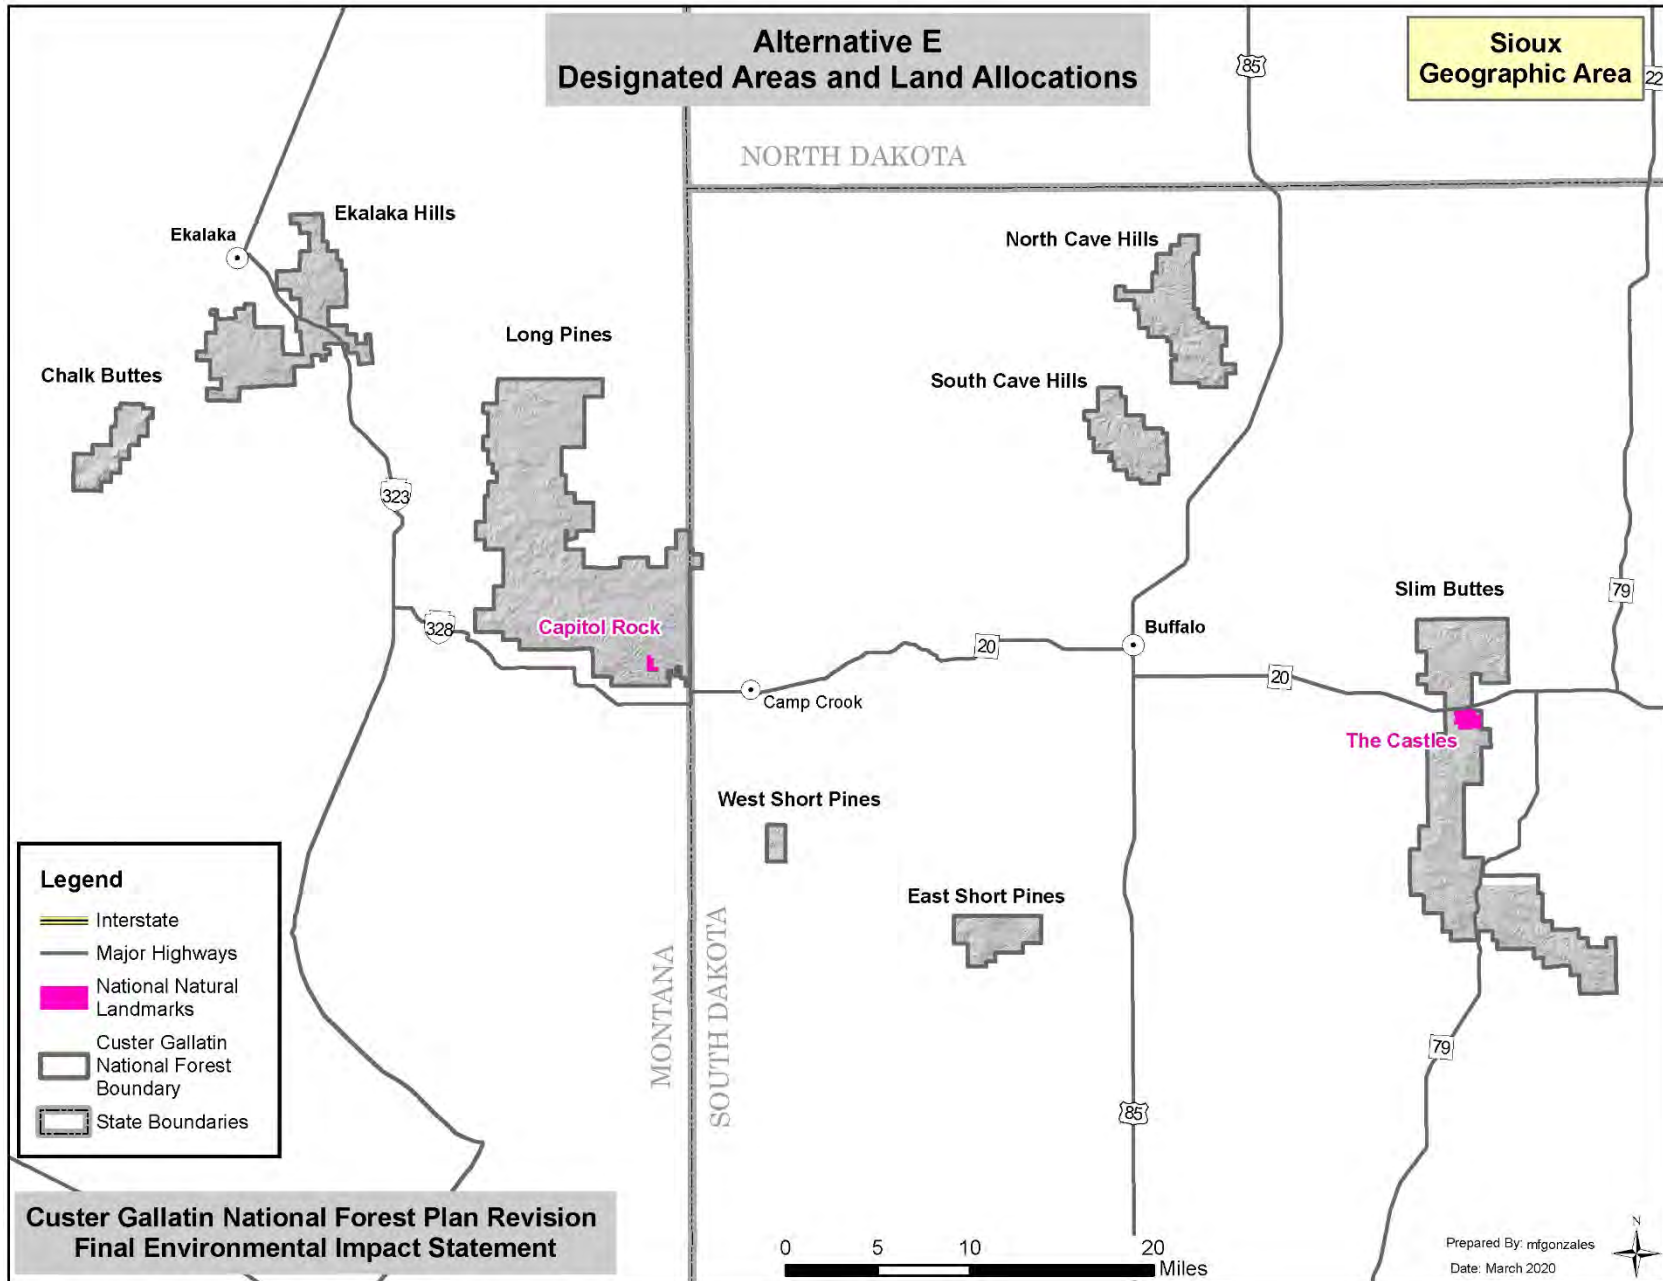 Alternative E
Designated Areas and Land Allocations
Sioux
Geographic Area
85
22
NORTH DAKOTA
Ekalaka Hills
Ekalaka
North Cave Hills
Long Pines
Chalk Buttes
South Cave Hills
323
Slim Buttes
79
Capitol Rock
328
Buffalo
20
20
Camp Crook
The Castles
West Short Pines
East Short Pines
MONTANA
SOUTH DAKOTA
79
85
Legend
Interstate
Major Highways
National Natural
Landmarks
Custer Gallatin
National Forest
Boundary
State Boundaries
Custer Gallatin National Forest Plan Revision
Final Environmental Impact Statement
0 5 10 20
Miles
N
Prepared By: mfgonzales
Date: March 2020